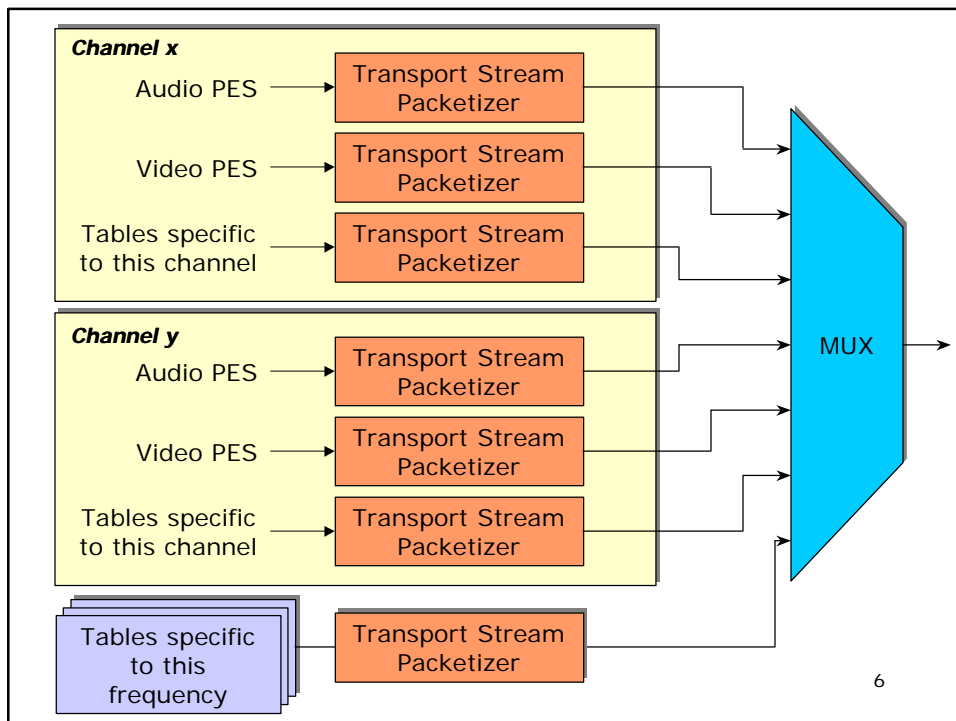 Channel x
Audio PES
Transport Stream
Packetizer
Video PES
Transport Stream
Packetizer
Tables specific
to this channel
Transport Stream
Packetizer
Channel y
Audio PES
Transport Stream
Packetizer
Video PES
Transport Stream
Packetizer
Tables specific
to this channel
Transport Stream
Packetizer
MUX
Tables specific
to this
frequency
Transport Stream
Packetizer
6